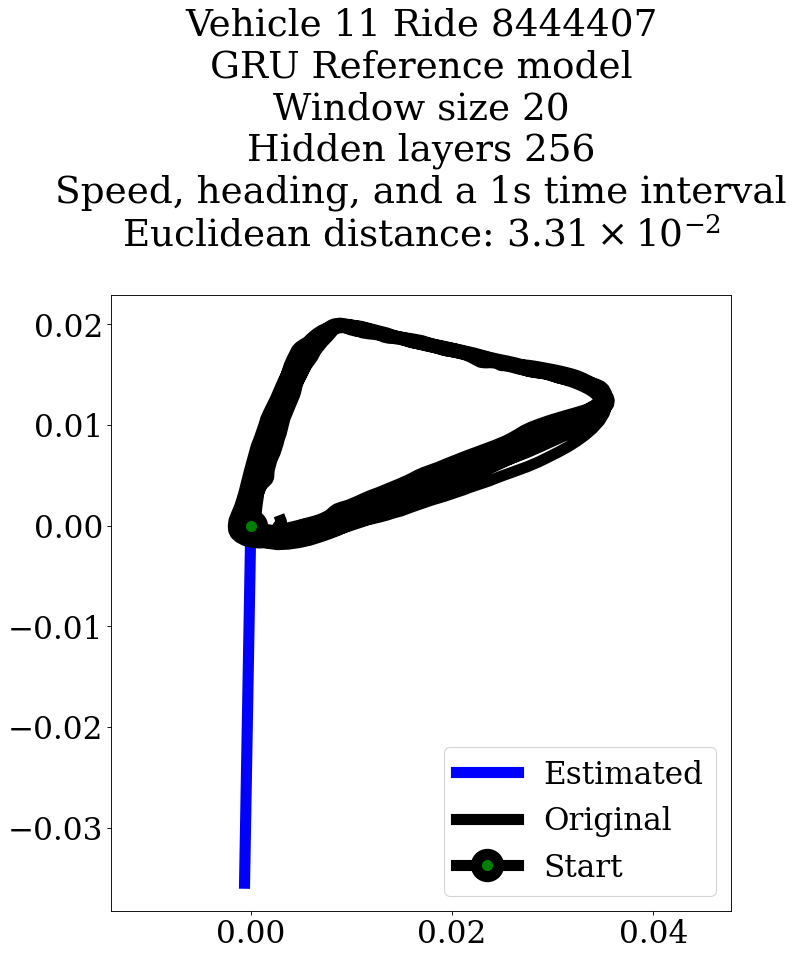 Vehicle 11 Ride 8444407
GRU Reference model
Window size 20
Hidden layers 256
Speed, heading, and a 1s time interval
Euclidean distance: 3.31 × 10⁻²
0.02
0.01
0.00
−0.01
−0.02
−0.03
Estimated
Original
Start
0.00 0.02 0.04